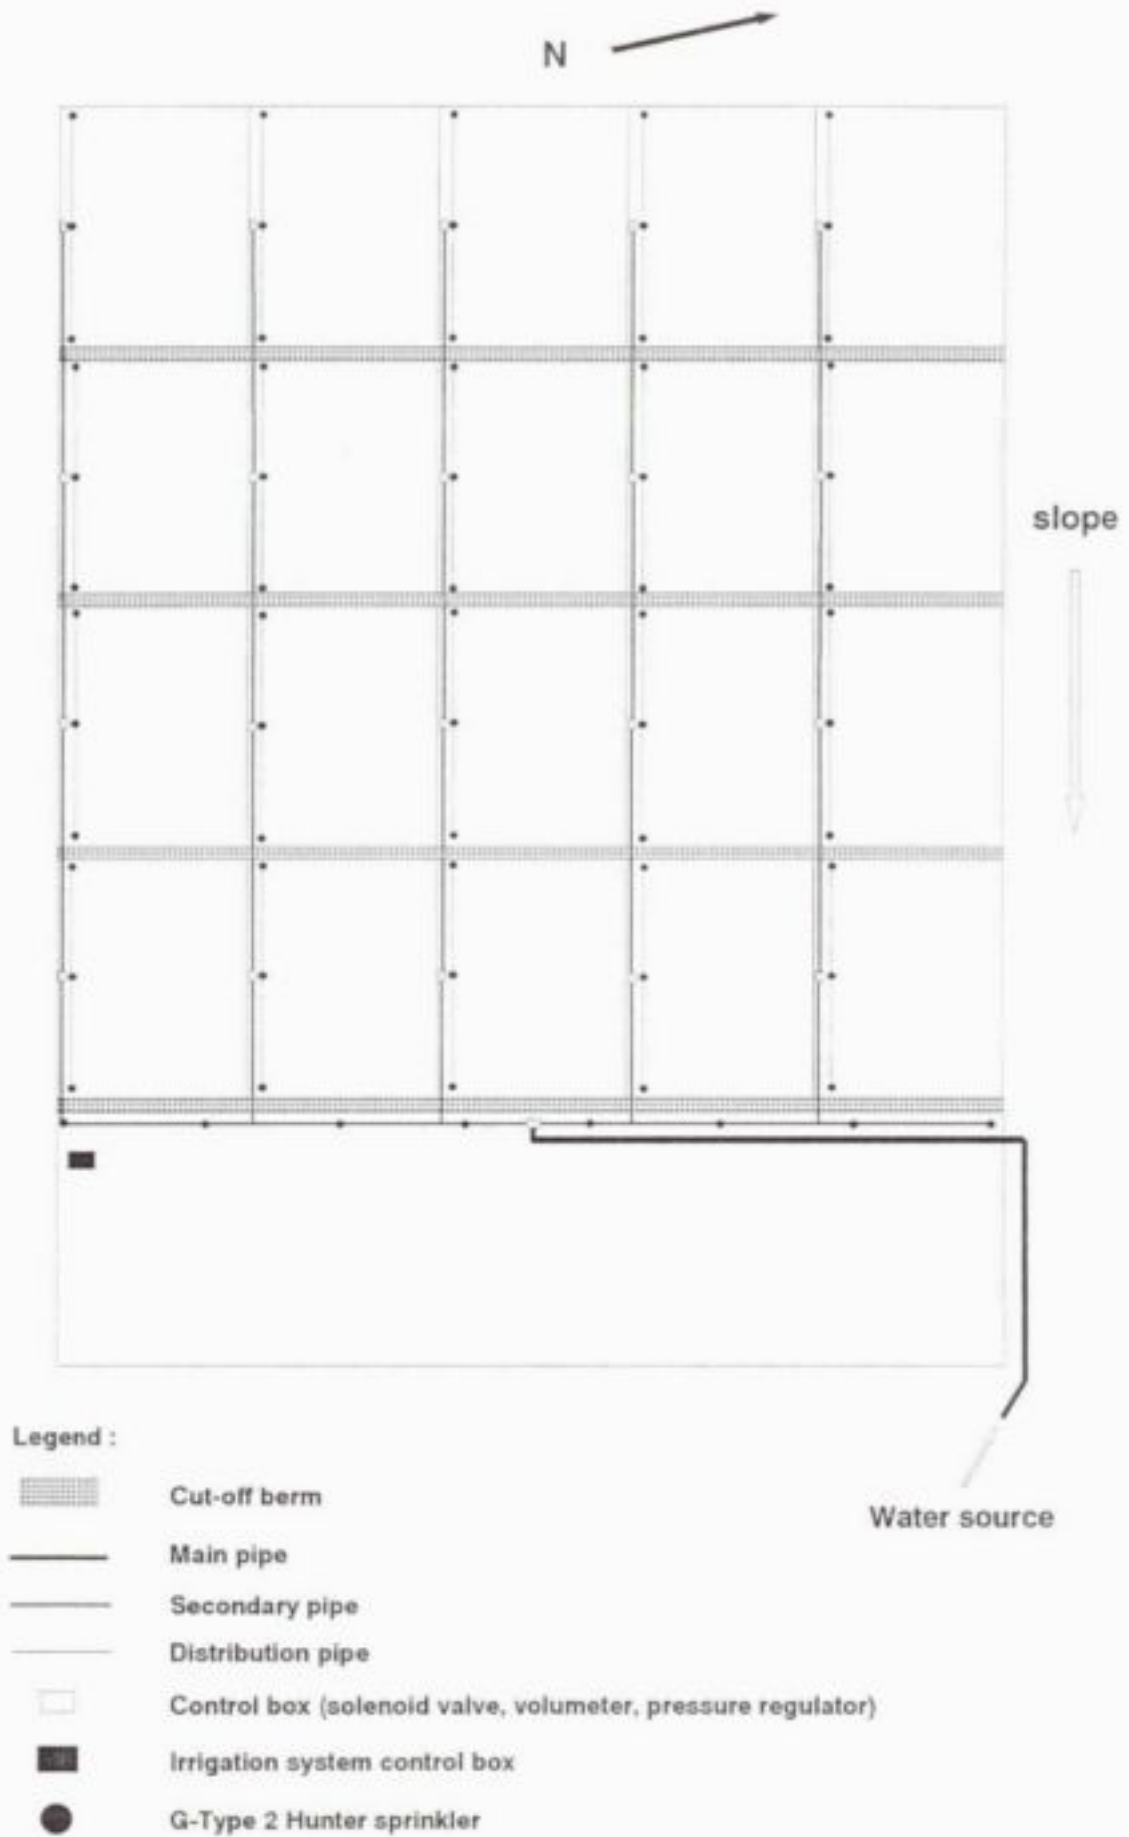 N
slope
Legend :
Cut-off berm
Water source
Main pipe
Secondary pipe
Distribution pipe
Control box (solenoid valve, volumeter, pressure regulator)
Irrigation system control box
G-Type 2 Hunter sprinkler